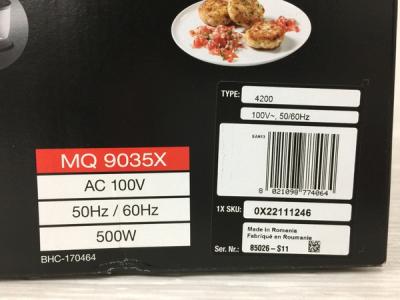 MQ 9035X
AC 100V
50Hz / 60Hz
500W
BHC-170464
TYPE:
4200
100V~, 50/60Hz
EAN13
8 021098 774064
1X SKU:
0X22111246
Made in Romania
Fabriqué en Roumanie
Ser. Nr.:
85026-S11